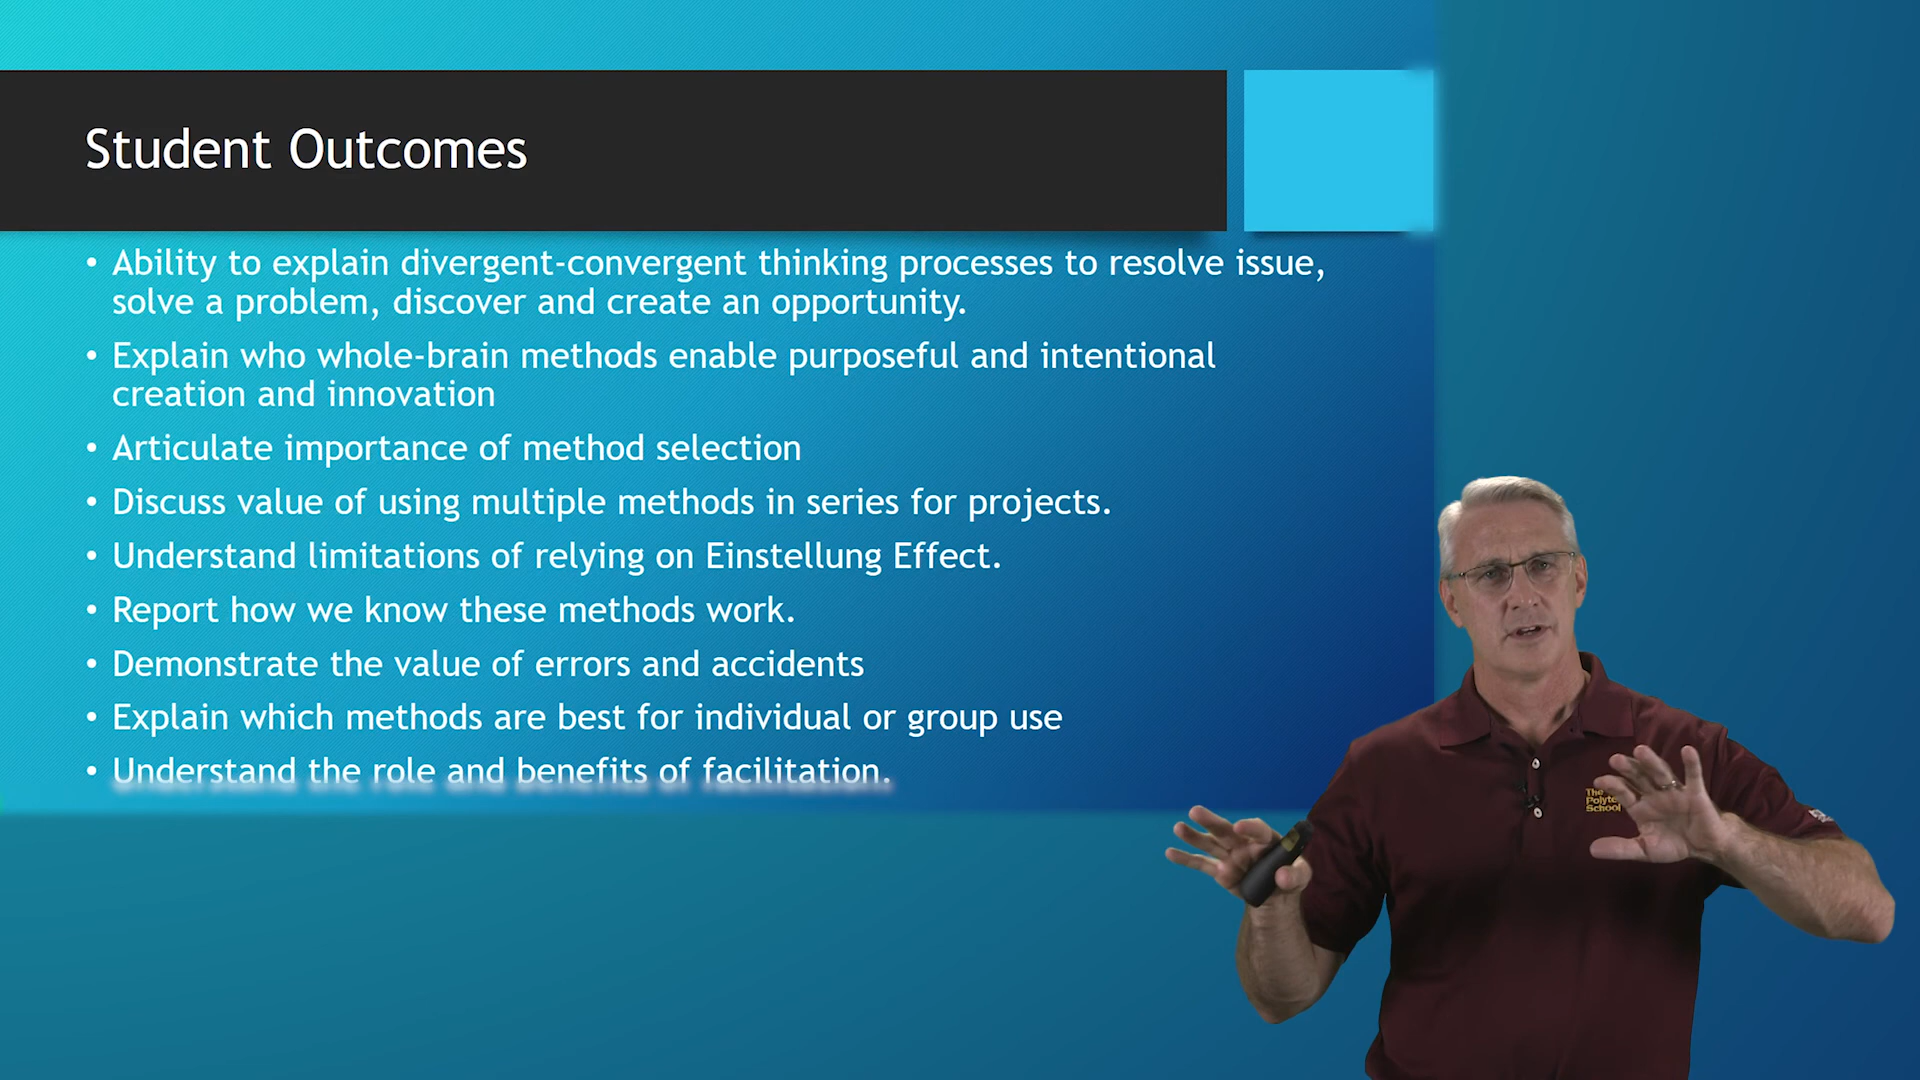 Student Outcomes
• Ability to explain divergent-convergent thinking processes to resolve issue,
solve a problem, discover and create an opportunity.
• Explain who whole-brain methods enable purposeful and intentional
creation and innovation
• Articulate importance of method selection
• Discuss value of using multiple methods in series for projects.
• Understand limitations of relying on Einstellung Effect.
• Report how we know these methods work.
• Demonstrate the value of errors and accidents
• Explain which methods are best for individual or group use
• Understand the role and benefits of facilitation.
The
School